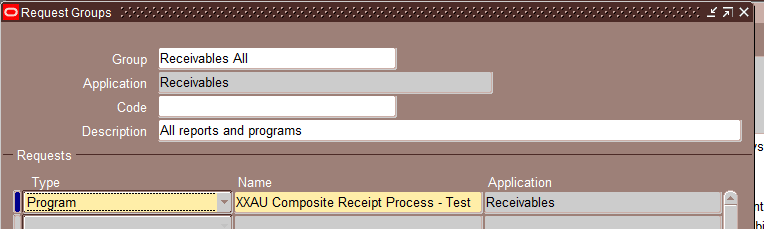 Request Groups
Group Receivables All
Application Receivables
Code
Description All reports and programs
Requests
Type Name Application
Program XXAU Composite Receipt Process - Test Receivables